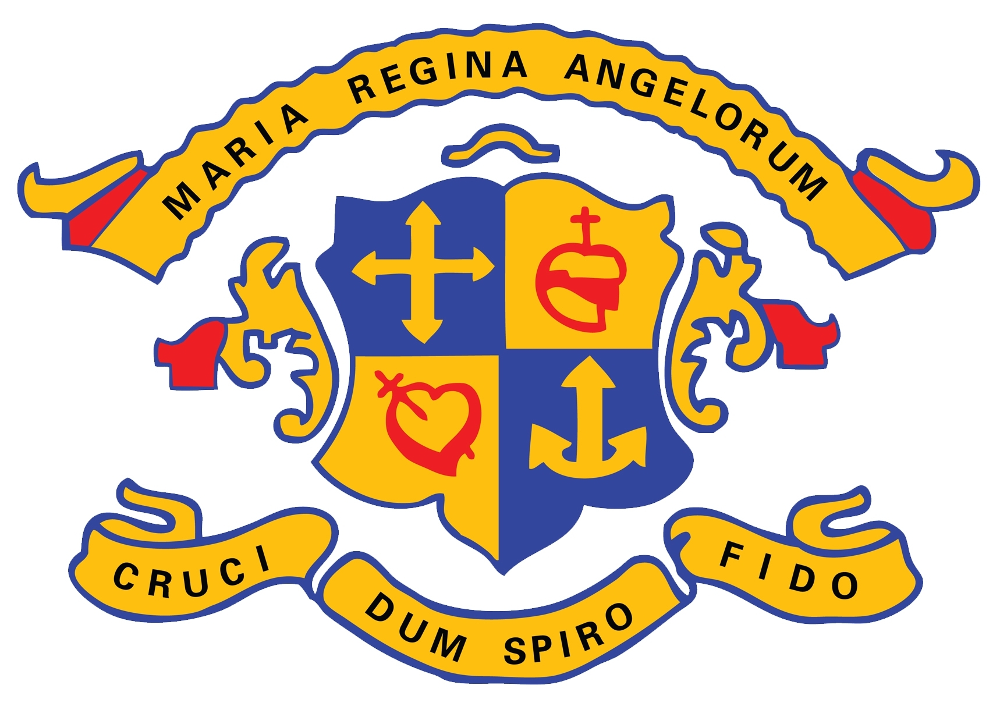 MARIA REGINA ANGELORUM
CRUCI
DUM SPIRO
FIDO